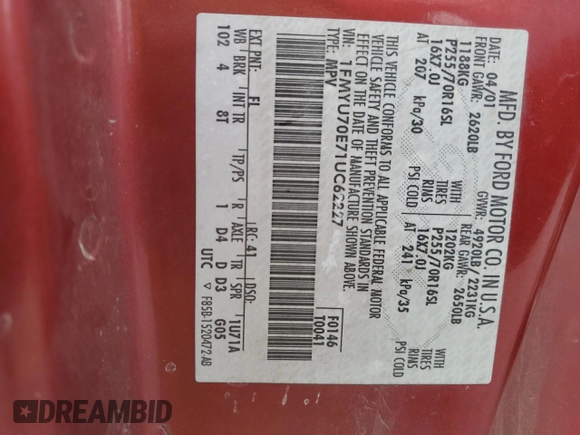 MFD. BY FORD MOTOR CO. IN U.S.A.
DATE: 04/01 GVWR: 4920LB/ 2231KG
FRONT GAWR: 2620LB REAR GAWR: 2650LB
1188KG WITH 1202KG WITH
P255/70R16SL TIRES P255/70R16SL TIRES
16X7.0J RIMS 16X7.0J RIMS
AT 207 kPa/30 PSI COLD AT 241 kPa/35 PSI COLD
THIS VEHICLE CONFORMS TO ALL APPLICABLE FEDERAL MOTOR
VEHICLE SAFETY AND THEFT PREVENTION STANDARDS IN
EFFECT ON THE DATE OF MANUFACTURE SHOWN ABOVE.
VIN: 1FMYU70E71UC62227
TYPE: MPV
F0146
T0041
EXT PNT: FL RC: 41 DSO:
WB BRK INT TR TP/PS R AXLE TR SPR 1U71A
102 4 8T 1 D4 D D3 G05
UTC ▽ F85B-1520472-AB
DREAMBID